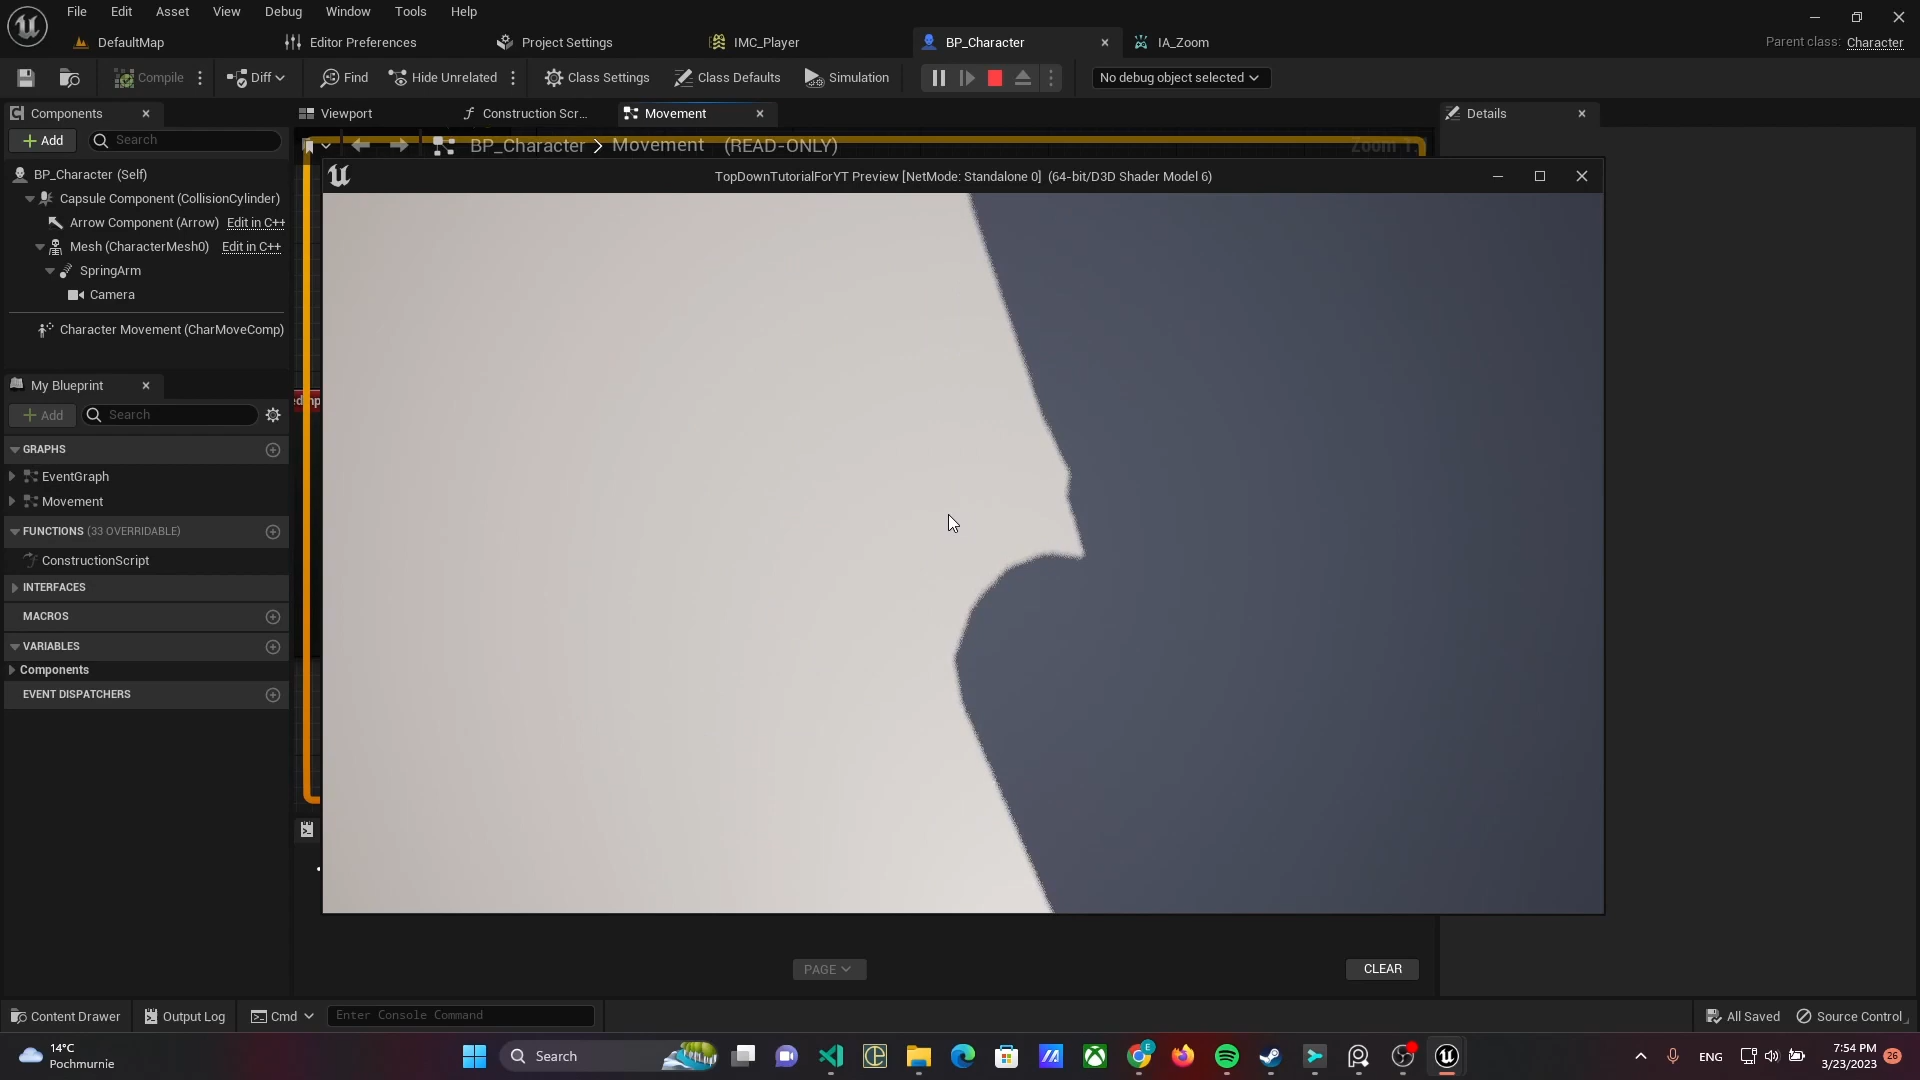 File Edit Asset View Debug Window Tools Help
DefaultMap Editor Preferences Project Settings IMC_Player BP_Character IA_Zoom Parent class: Character
Compile Diff Find Hide Unrelated Class Settings Class Defaults Simulation No debug object selected
Components Viewport Construction Scr... Movement Details
Add Search
BP_Character > Movement (READ-ONLY) Zoom 1:
BP_Character (Self)
TopDownTutorialForYT Preview [NetMode: Standalone 0] (64-bit/D3D Shader Model 6)
Capsule Component (CollisionCylinder)
Arrow Component (Arrow) Edit in C++
Mesh (CharacterMesh0) Edit in C++
SpringArm
Camera
Character Movement (CharMoveComp)
My Blueprint
Add Search
GRAPHS
EventGraph
Movement
FUNCTIONS (33 OVERRIDABLE)
ConstructionScript
INTERFACES
MACROS
VARIABLES
Components
EVENT DISPATCHERS
PAGE CLEAR
Content Drawer Output Log Cmd Enter Console Command All Saved Source Control
14°C
Pochmurnie
Search
ENG
7:54 PM
3/23/2023
26